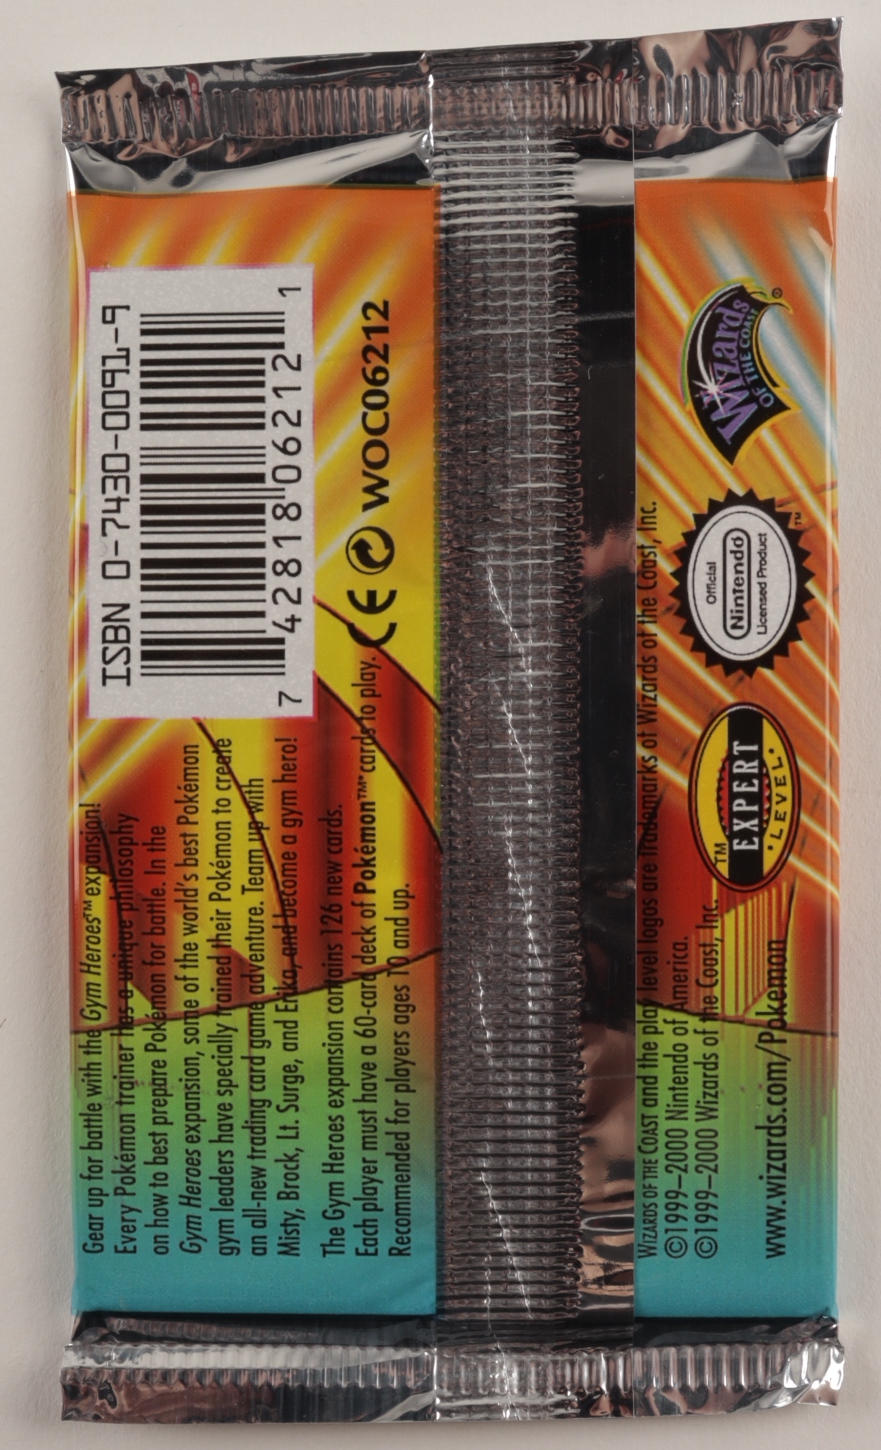 Gear up for battle with the Gym Heroes™ expansion!
Every Pokémon trainer has a unique philosophy
on how to best prepare Pokémon for battle. In the
Gym Heroes expansion, some of the world's best Pokémon
gym leaders have specially trained their Pokémon to create
an all-new trading card game adventure. Team up with
Misty, Brock, Lt. Surge, and Erika, and become a gym hero!
The Gym Heroes expansion contains 126 new cards.
Each player must have a 60-card deck of Pokémon™ cards to play.
Recommended for players ages 10 and up.
ISBN 0-7430-0091-9
7 42818 06212 1
CE WOC06212
WIZARDS OF THE COAST and the play level logos are trademarks of Wizards of the Coast, Inc.
©1999–2000 Nintendo of America.
©1999–2000 Wizards of the Coast, Inc.
www.wizards.com/Pokemon
TM
EXPERT
•LEVEL•
Official
Nintendo®
Licensed Product
TM
Wizards
OF THE COAST
®